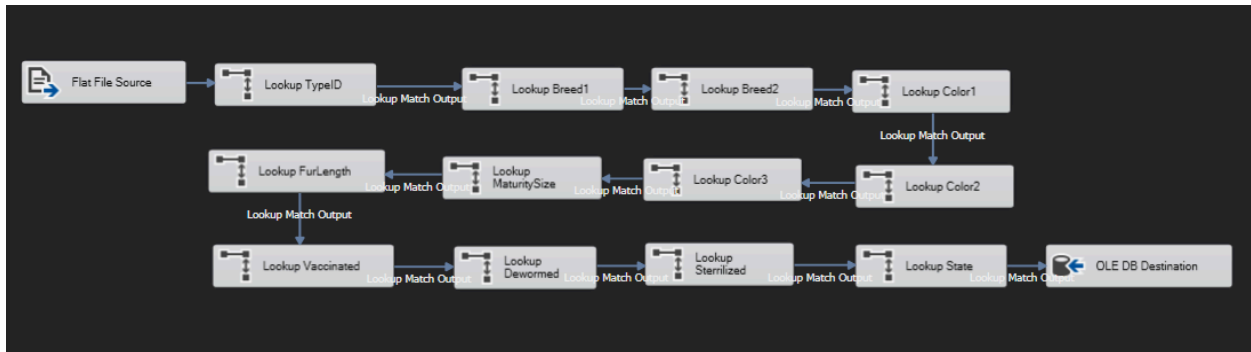 Flat File Source
Lookup TypeID
Lookup Match Output
Lookup Breed1
Lookup Match Output
Lookup Breed2
Lookup Match Output
Lookup Color1
Lookup Match Output
Lookup Color2
Lookup Match Output
Lookup Color3
Lookup Match Output
Lookup
MaturitySize
Lookup Match Output
Lookup FurLength
Lookup Match Output
Lookup Vaccinated
Lookup Match Output
Lookup
Dewormed
Lookup Match Output
Lookup
Sterrilized
Lookup Match Output
Lookup State
Lookup Match Output
OLE DB Destination